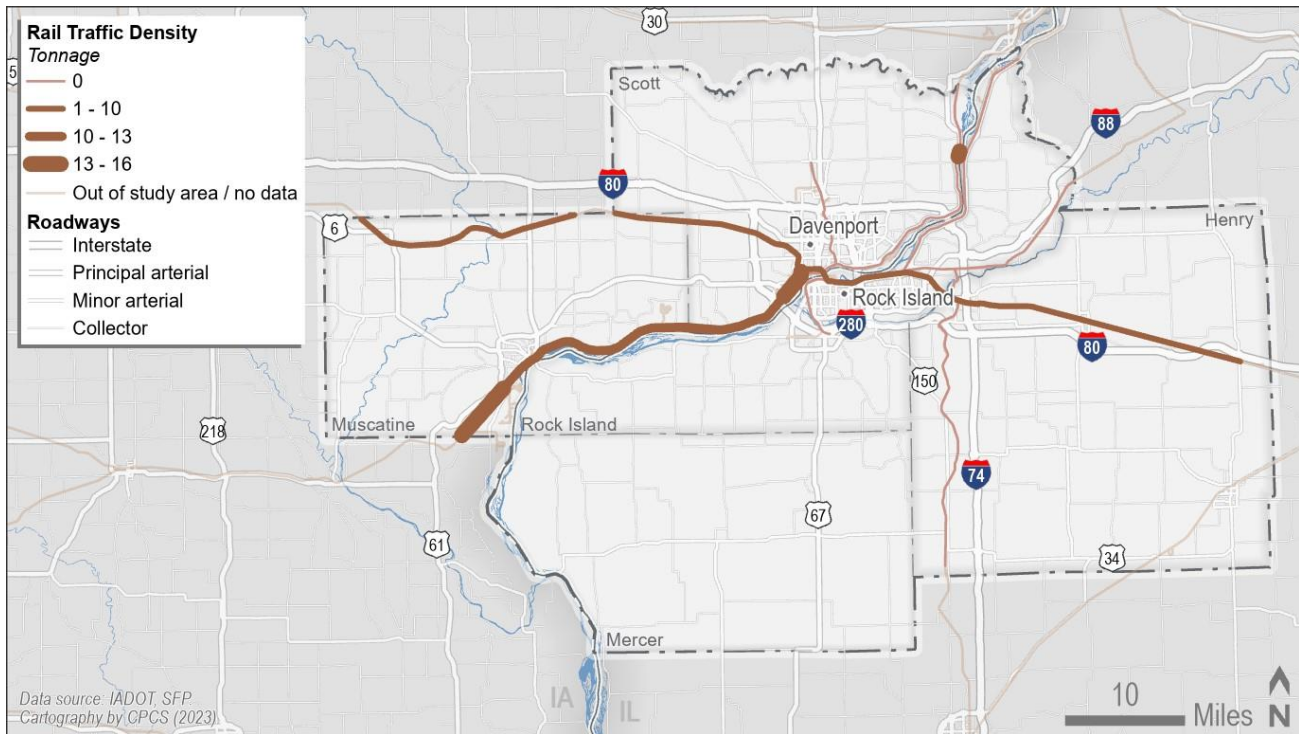 Rail Traffic Density
Tonnage
0
1 - 10
10 - 13
13 - 16
Out of study area / no data
Roadways
Interstate
Principal arterial
Minor arterial
Collector
30
5
Scott
88
80
6
Henry
Davenport
Rock Island
280
80
150
218
Muscatine
Rock Island
74
67
61
34
Mercer
IA
IL
Data source: IADOT, SFP
Cartography by CPCS (2023)
10
Miles
N